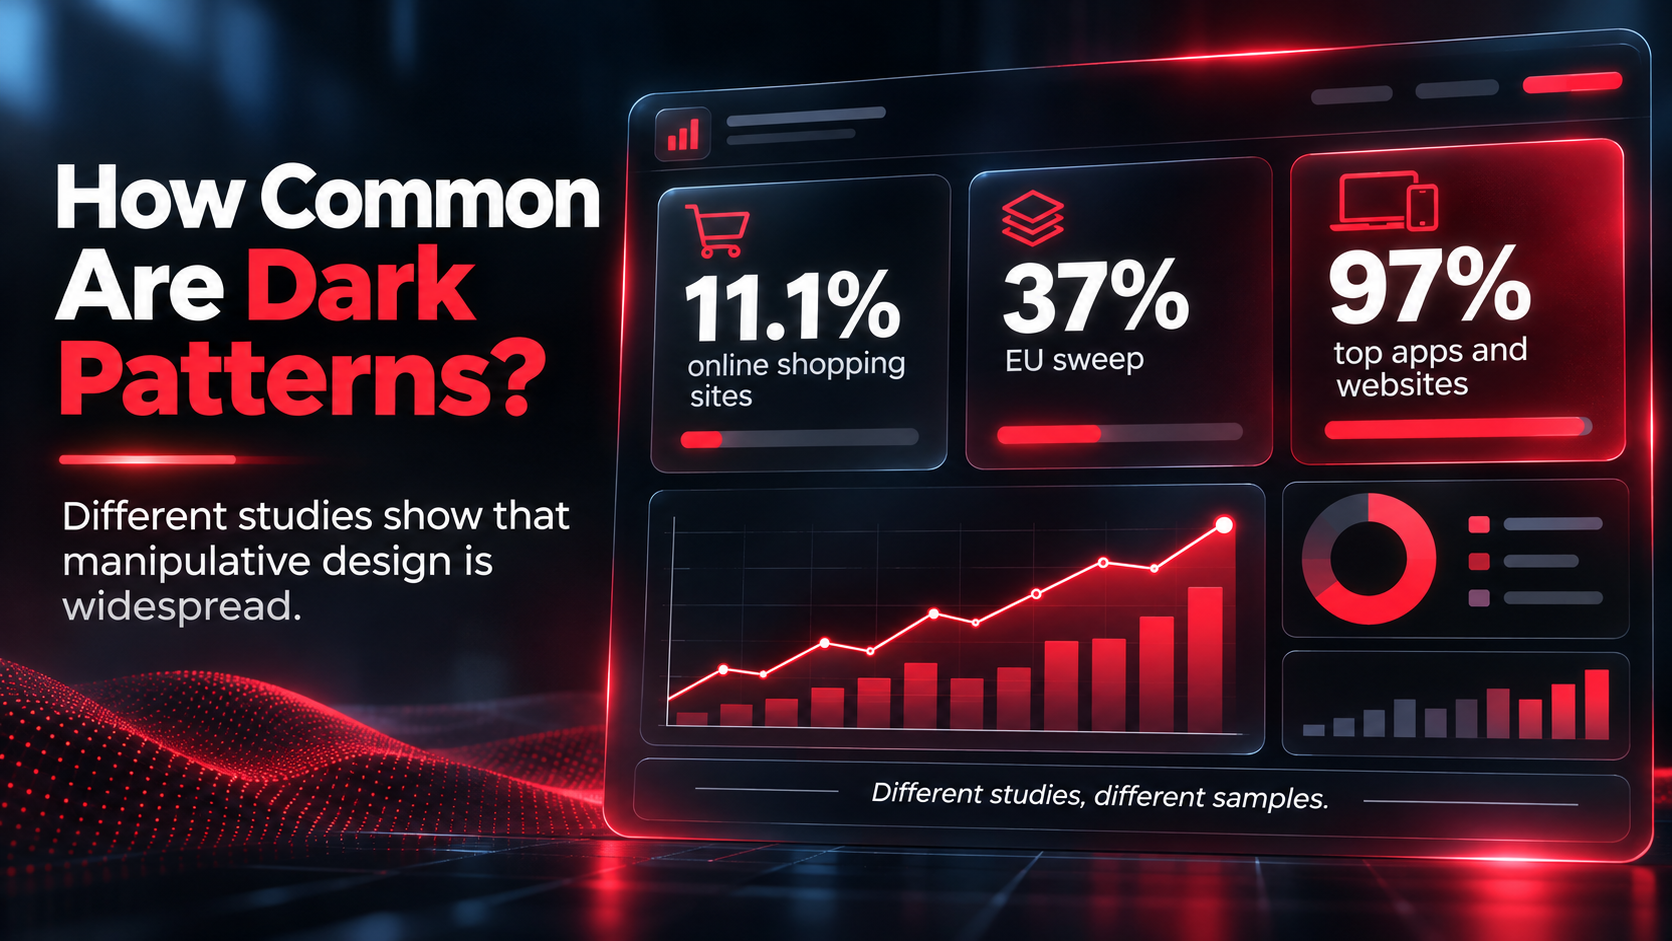 How Common
Are Dark
Patterns?
Different studies show that
manipulative design is
widespread.
11.1%
online shopping
sites
37%
EU sweep
97%
top apps and
websites
Different studies, different samples.